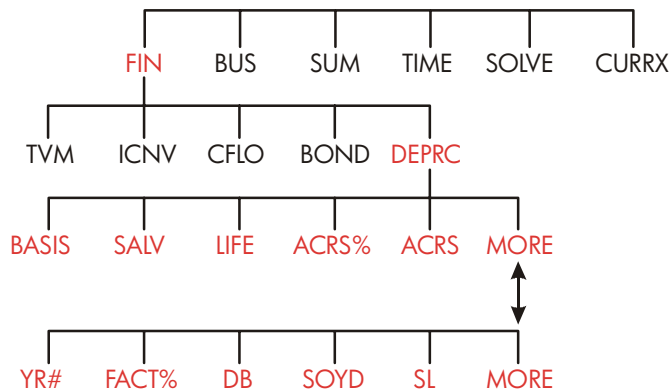 FIN BUS SUM TIME SOLVE CURRX
TVM ICNV CFLO BOND DEPRC
BASIS SALV LIFE ACRS% ACRS MORE
YR# FACT% DB SOYD SL MORE